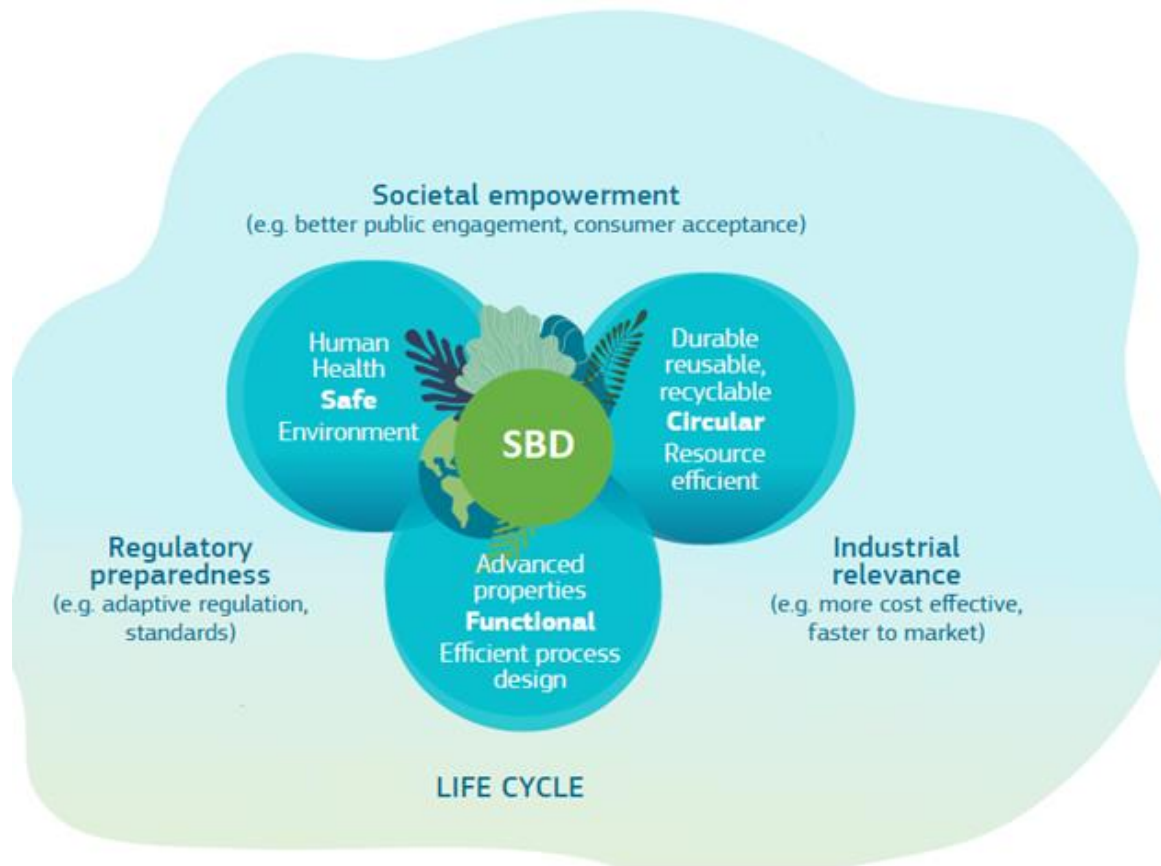 Societal empowerment
(e.g. better public engagement, consumer acceptance)
Human
Health
Safe
Environment
SBD
Durable
reusable,
recyclable
Circular
Resource
efficient
Regulatory
preparedness
(e.g. adaptive regulation,
standards)
Advanced
properties
Functional
Efficient process
design
Industrial
relevance
(e.g. more cost effective,
faster to market)
LIFE CYCLE